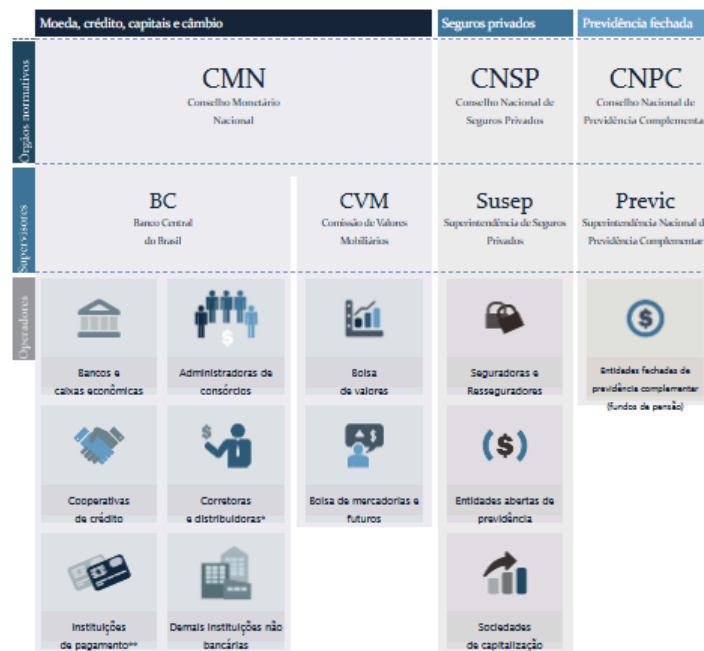 Moeda, crédito, capitais e câmbio
Seguros privados
Previdência fechada
Órgãos normativos
CMN
Conselho Monetário
Nacional
CNSP
Conselho Nacional de
Seguros Privados
CNPC
Conselho Nacional de
Previdência Complementar
Supervisores
BC
Banco Central
do Brasil
CVM
Comissão de Valores
Mobiliários
Susep
Superintendência de Seguros
Privados
Previc
Superintendência Nacional d
Previdência Complementar
Operadores
Bancos e
caixas econômicas
Administradoras de
consórcios
Bolsa
de valores
Seguradoras e
Resseguradores
Entidades fechadas de
previdência complementar
(fundos de pensão)
Cooperativas
de crédito
Corretoras
e distribuidoras*
Bolsa de mercadorias e
futuros
Entidades abertas de
previdência
Instituições
de pagamento**
Demais instituições não
bancárias
Sociedades
de capitalização